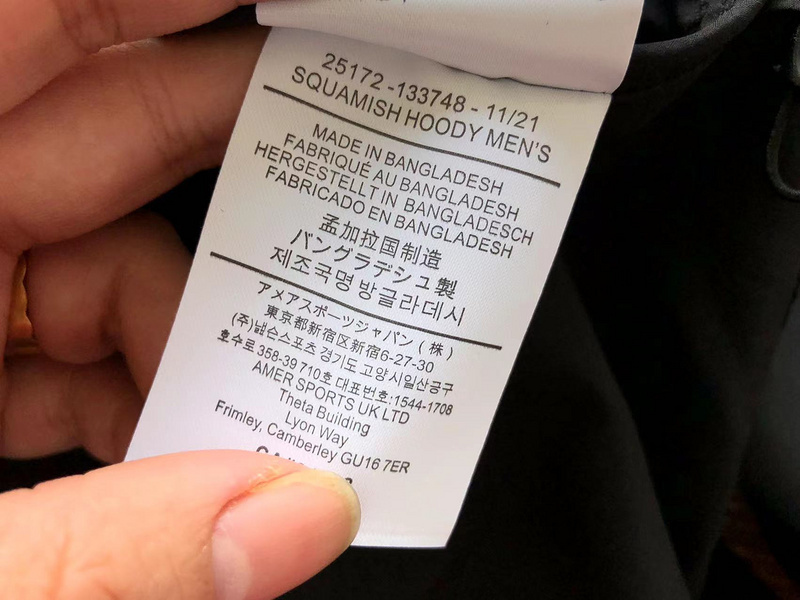 25172 -133748 - 11/21
SQUAMISH HOODY MEN'S
MADE IN BANGLADESH
FABRIQUÉ AU BANGLADESH
HERGESTELLT IN BANGLADESCH
FABRICADO EN BANGLADESH
孟加拉国制造
バングラデシュ製
제조국명 방글라데시
アメアスポーツジャパン (株)
東京都新宿区新宿6-27-30
(주)넬슨스포츠 경기도 고양시일산동구
호수로 358-39 710호 대표번호:1544-1708
AMER SPORTS UK LTD
Theta Building
Lyon Way
Frimley, Camberley GU16 7ER